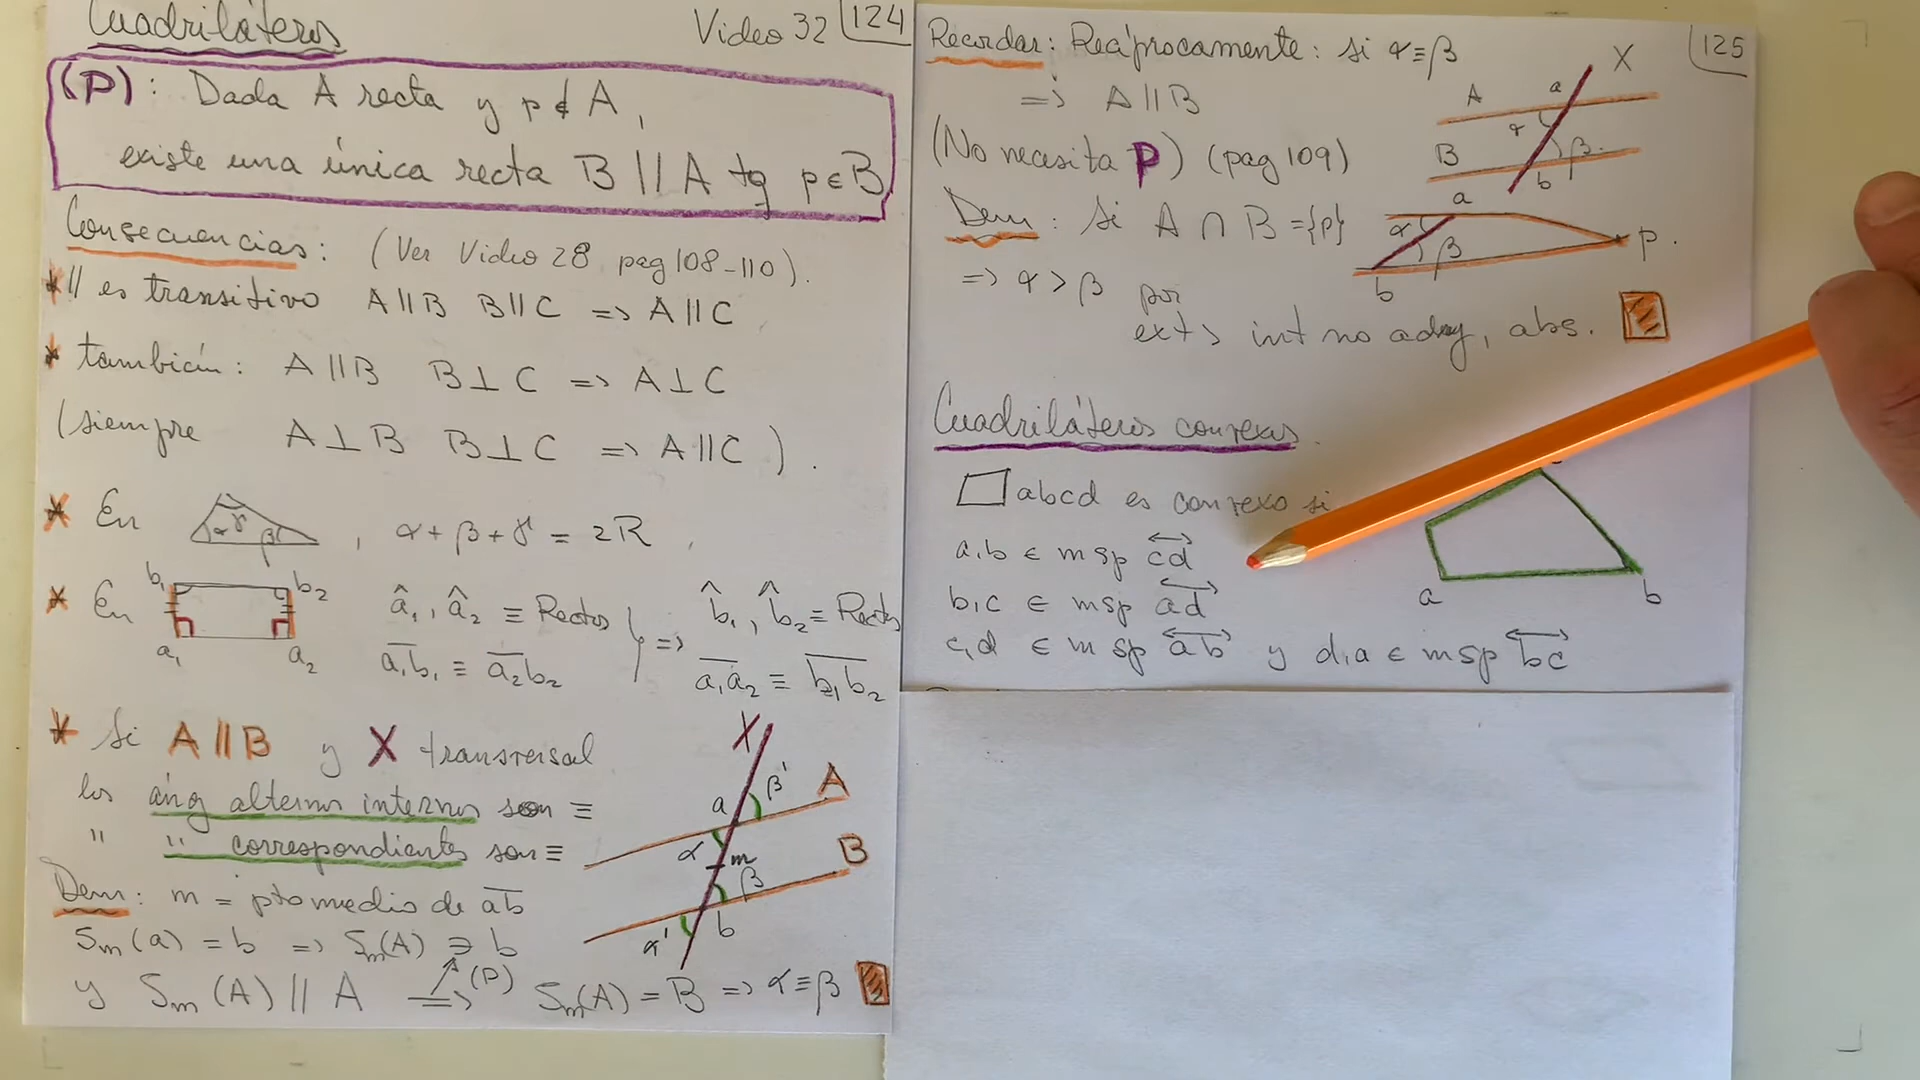 Cuadriláteros
Video 32
124
(P): Dada A recta y p∉A,
existe una única recta B // A tq p∈B
Consecuencias: (Ver Video 28 pag 108-110).
* // es transitivo A//B B//C => A//C
* también: A//B B⊥C => A⊥C
(siempre A⊥B B⊥C => A//C).
* En
α γ β
, α+β+γ = 2R,
* En
b₁ b₂
a₁ a₂
â₁, â₂ ≡ Rectos } => b̂₁, b̂₂ ≡ Rectos
a₁b₁ ≡ a₂b₂
a₁a₂ ≡ b₁b₂
* Si A//B y X transversal
los áng alternos internos son ≡
" " correspondientes son ≡
X A B
a β' α m β b α'
Dem: m = pto medio de ab
Sm(a) = b => Sm(A) ∋ b
y Sm(A) // A => (P) Sm(A) = B => α≡β
125
Recordar: Recíprocamente: si α≡β
=> A//B
(No necesita P) (pag 109)
X
A a
α
B β
b
Dem: Si A ∩ B = {p}
=> α > β por
ext > int no ady, abs.
a
α β p
b
Cuadriláteros convexos.
abcd es convexo si
a,b ∈ msp cd
b,c ∈ msp ad
c,d ∈ msp ab y d,a ∈ msp bc
a b